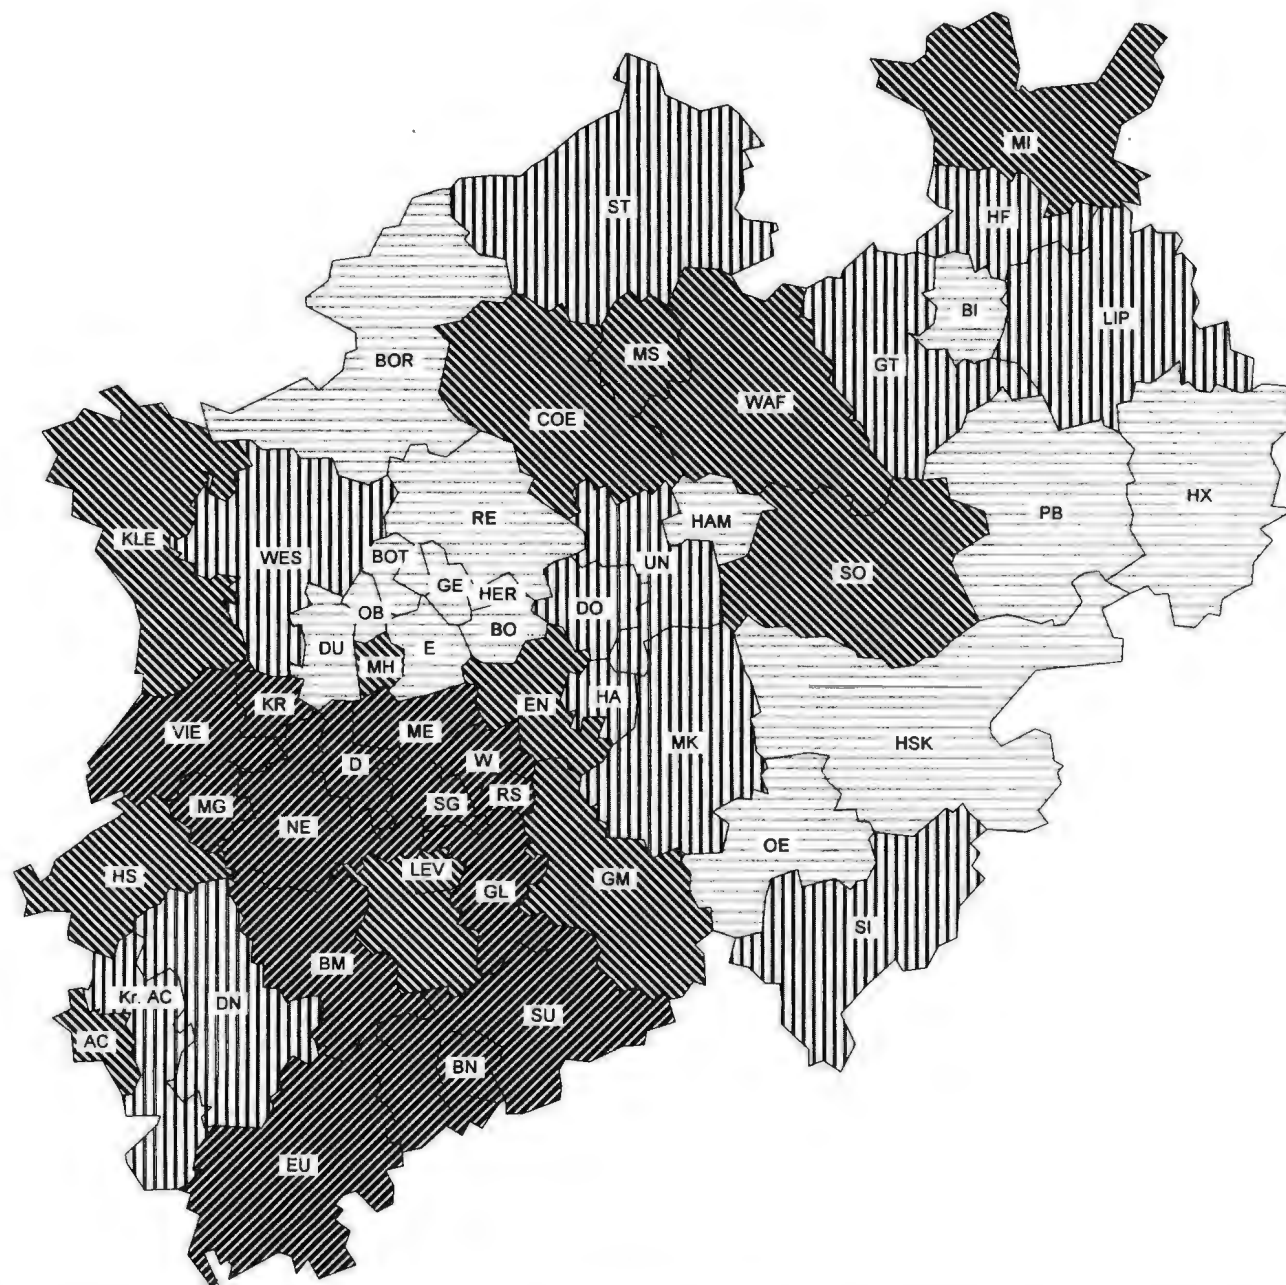 MI
ST
HF
BI
LIP
BOR
MS
GT
WAF
COE
HX
RE
HAM
PB
KLE
WES
BOT
UN
SO
GE
HER
OB
DO
BO
DU
E
MH
HA
KR
EN
VIE
ME
MK
HSK
D
W
RS
MG
SG
NE
OE
LEV
HS
GL
GM
SI
BM
Kr. AC
DN
SU
AC
BN
EU